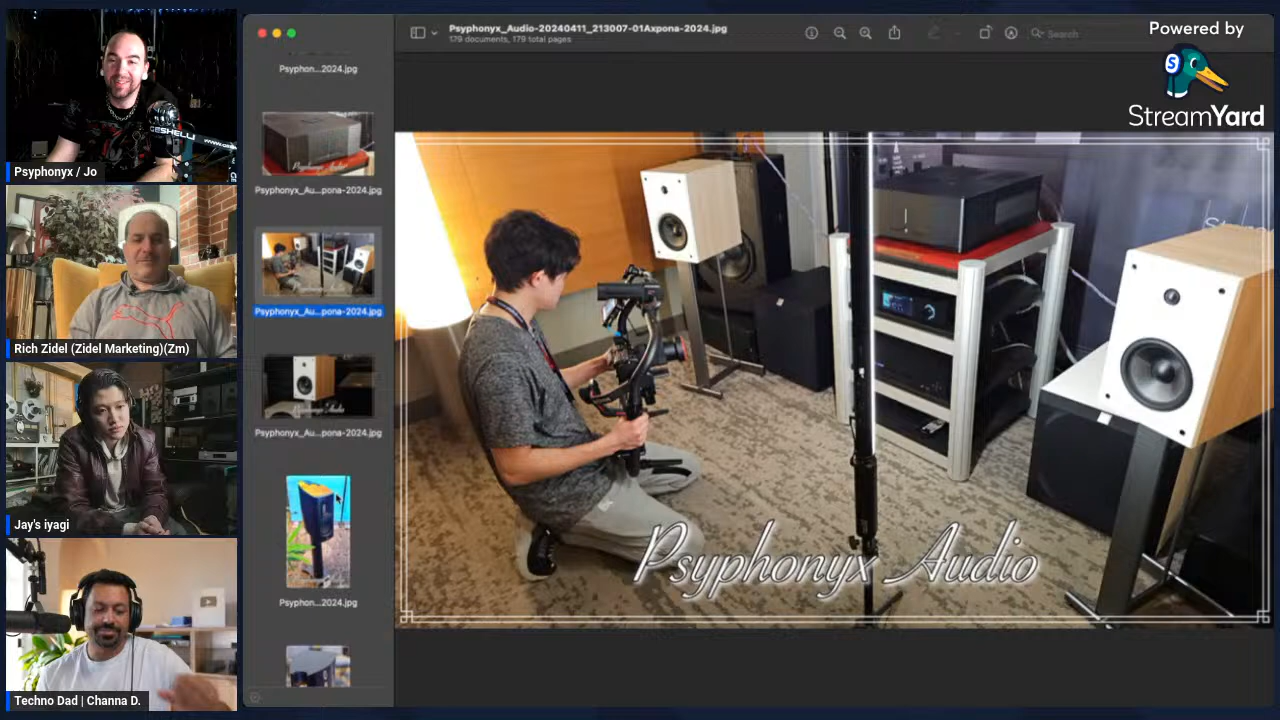 Psyphonyx_Audio-20240411_213007-01Axpona-2024.jpg
179 documents, 179 total pages
Search
Powered by
S
StreamYard
Psyphon...2024.jpg
Psyphonyx_Au...pona-2024.jpg
Psyphonyx_Au...pona-2024.jpg
Psyphonyx_Au...pona-2024.jpg
Psyphon...2024.jpg
Psyphonyx Audio
GESHELLI
Psyphonyx / Jo
Rich Zidel (Zidel Marketing)(Zm)
Jay's iyagi
Techno Dad | Channa D.